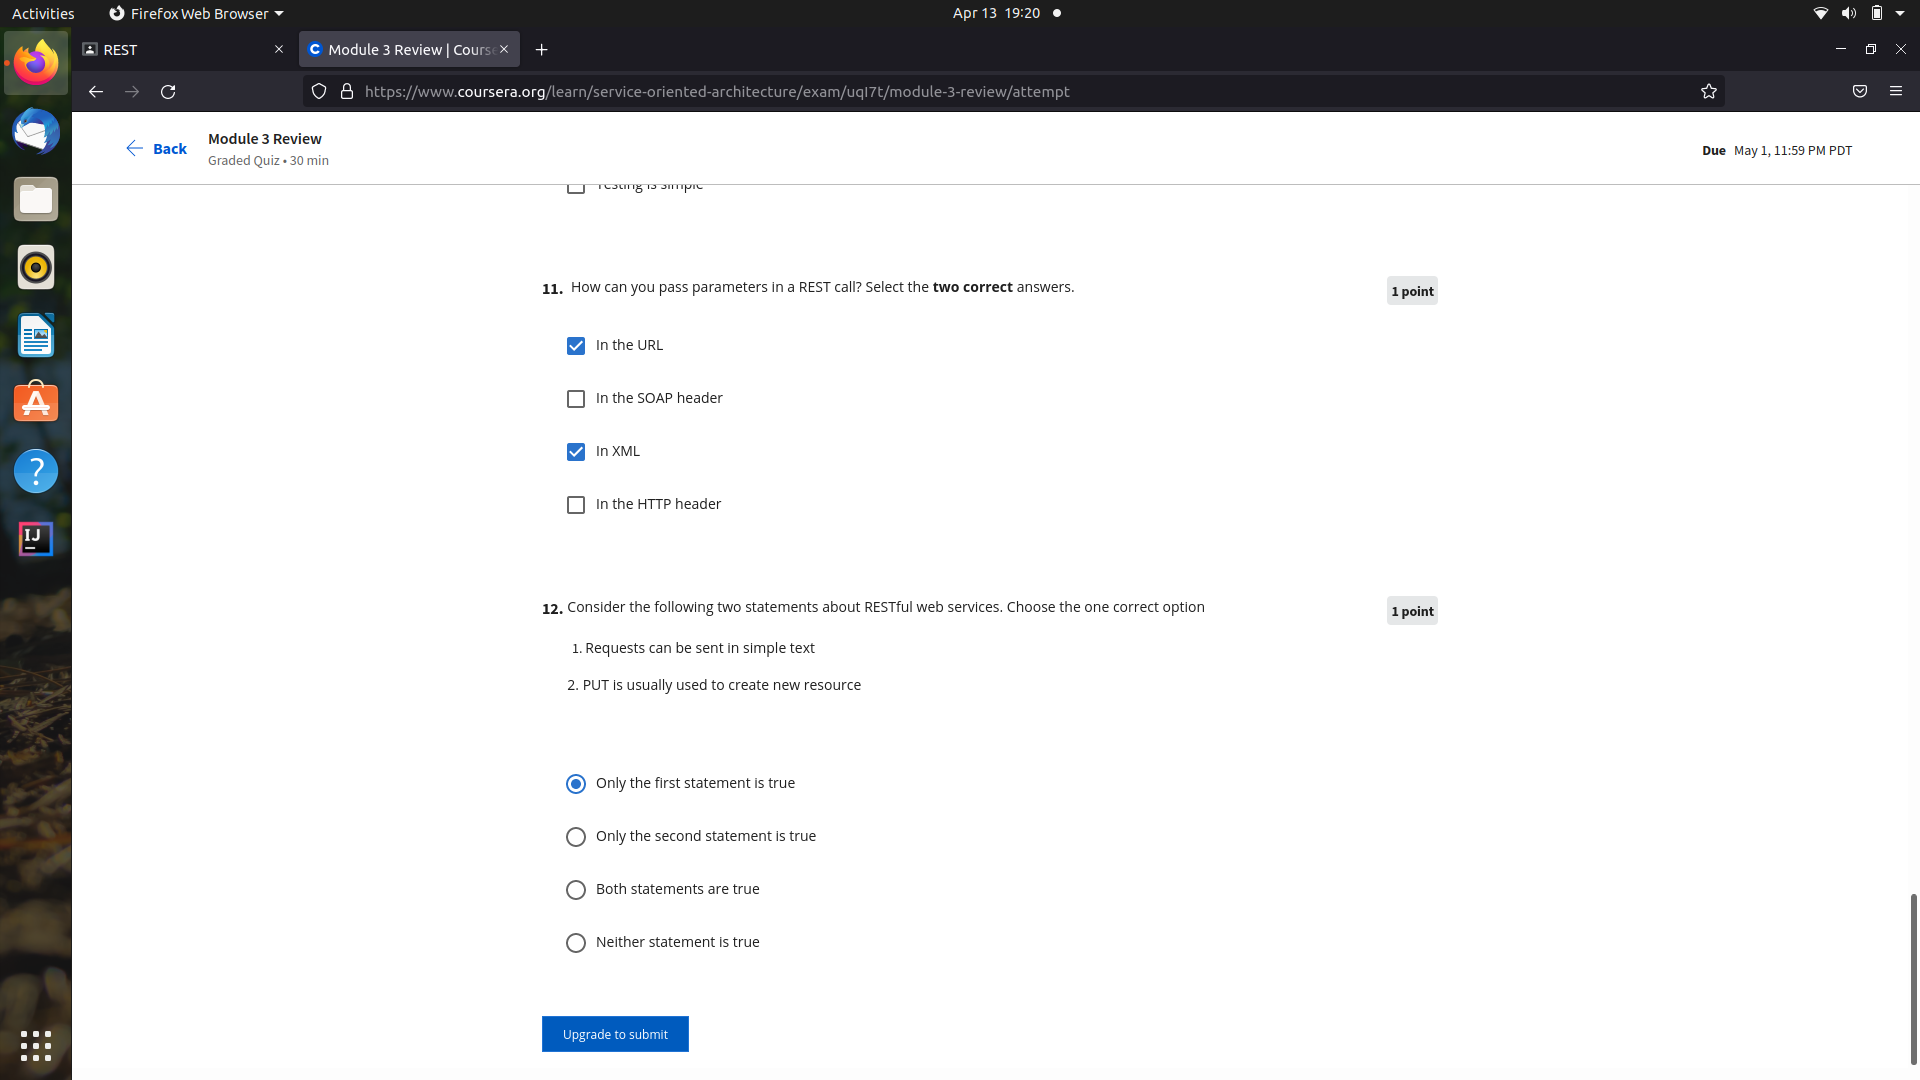 Activities
Firefox Web Browser
Apr 13 19:20
REST
Module 3 Review | Cours
https://www.coursera.org/learn/service-oriented-architecture/exam/uqI7t/module-3-review/attempt
Back
Module 3 Review
Graded Quiz • 30 min
Due May 1, 11:59 PM PDT
Testing is simple
11. How can you pass parameters in a REST call? Select the two correct answers.
1 point
In the URL
In the SOAP header
In XML
In the HTTP header
12. Consider the following two statements about RESTful web services. Choose the one correct option
1 point
1. Requests can be sent in simple text
2. PUT is usually used to create new resource
Only the first statement is true
Only the second statement is true
Both statements are true
Neither statement is true
Upgrade to submit